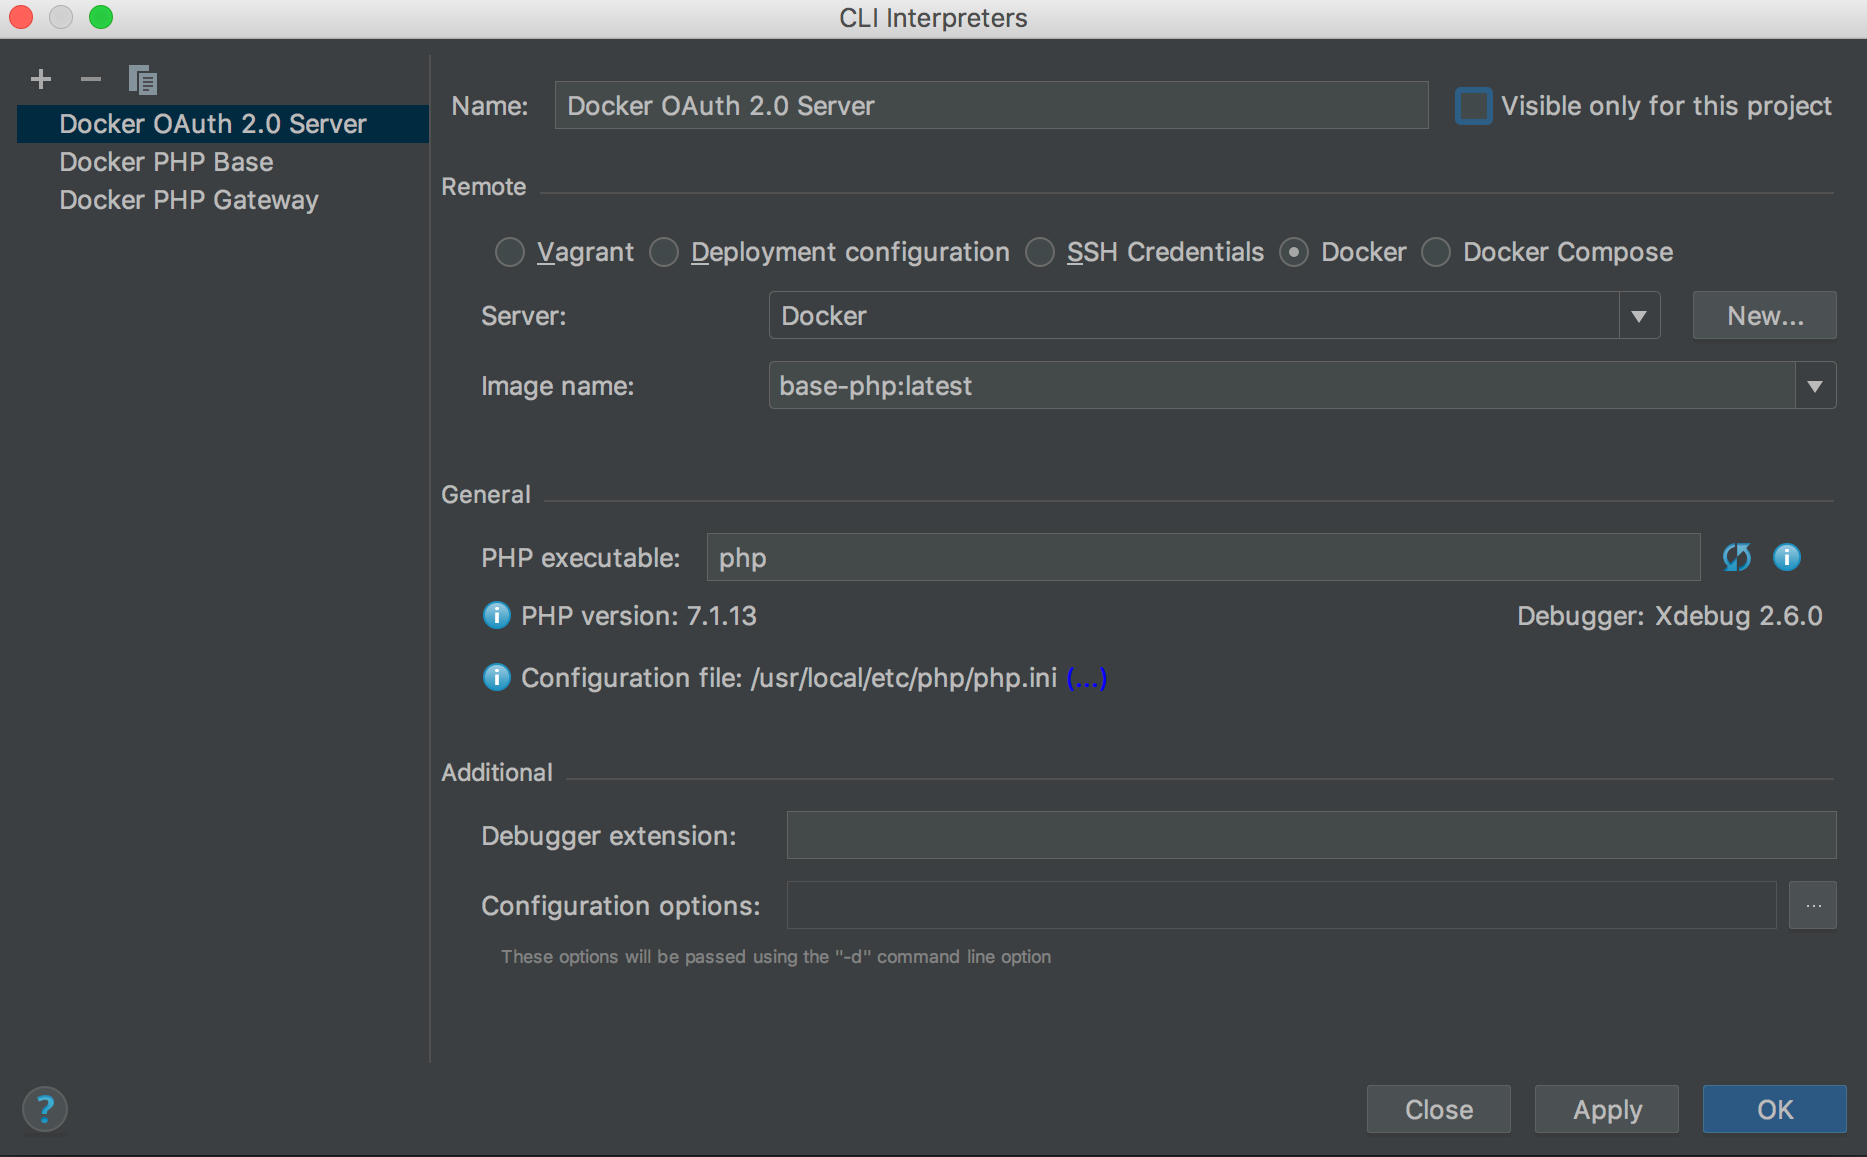 CLI Interpreters
Docker OAuth 2.0 Server
Docker PHP Base
Docker PHP Gateway
Name: Docker OAuth 2.0 Server Visible only for this project
Remote
Vagrant Deployment configuration SSH Credentials Docker Docker Compose
Server: Docker New...
Image name: base-php:latest
General
PHP executable: php
PHP version: 7.1.13 Debugger: Xdebug 2.6.0
Configuration file: /usr/local/etc/php/php.ini (...)
Additional
Debugger extension:
Configuration options: ...
These options will be passed using the "-d" command line option
? Close Apply OK